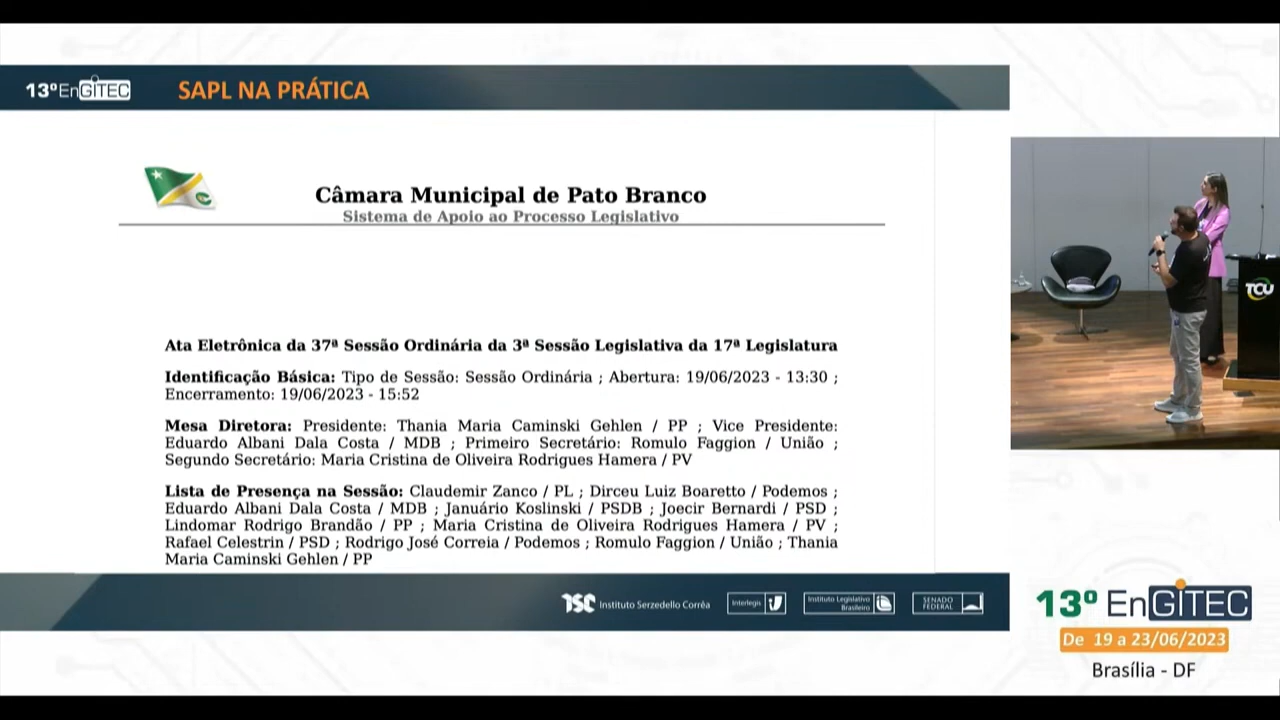 13º EnGITEC
SAPL NA PRÁTICA
Câmara Municipal de Pato Branco
Sistema de Apoio ao Processo Legislativo
Ata Eletrônica da 37ª Sessão Ordinária da 3ª Sessão Legislativa da 17ª Legislatura
Identificação Básica: Tipo de Sessão: Sessão Ordinária ; Abertura: 19/06/2023 - 13:30 ;
Encerramento: 19/06/2023 - 15:52
Mesa Diretora: Presidente: Thania Maria Caminski Gehlen / PP ; Vice Presidente:
Eduardo Albani Dala Costa / MDB ; Primeiro Secretário: Romulo Faggion / União ;
Segundo Secretário: Maria Cristina de Oliveira Rodrigues Hamera / PV
Lista de Presença na Sessão: Claudemir Zanco / PL ; Dirceu Luiz Boaretto / Podemos ;
Eduardo Albani Dala Costa / MDB ; Januário Koslinski / PSDB ; Joecir Bernardi / PSD ;
Lindomar Rodrigo Brandão / PP ; Maria Cristina de Oliveira Rodrigues Hamera / PV ;
Rafael Celestrin / PSD ; Rodrigo José Correia / Podemos ; Romulo Faggion / União ; Thania
Maria Caminski Gehlen / PP
TCU
ISC Instituto Serzedello Corrêa
Interlegis
Instituto Legislativo
Brasileiro
SENADO
FEDERAL
13º EnGITEC
De 19 a 23/06/2023
Brasília - DF